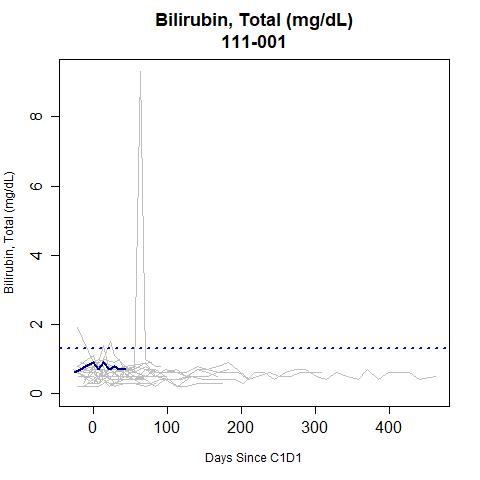 Bilirubin, Total (mg/dL)
111-001
Bilirubin, Total (mg/dL)
8
6
4
2
0
0 100 200 300 400
Days Since C1D1